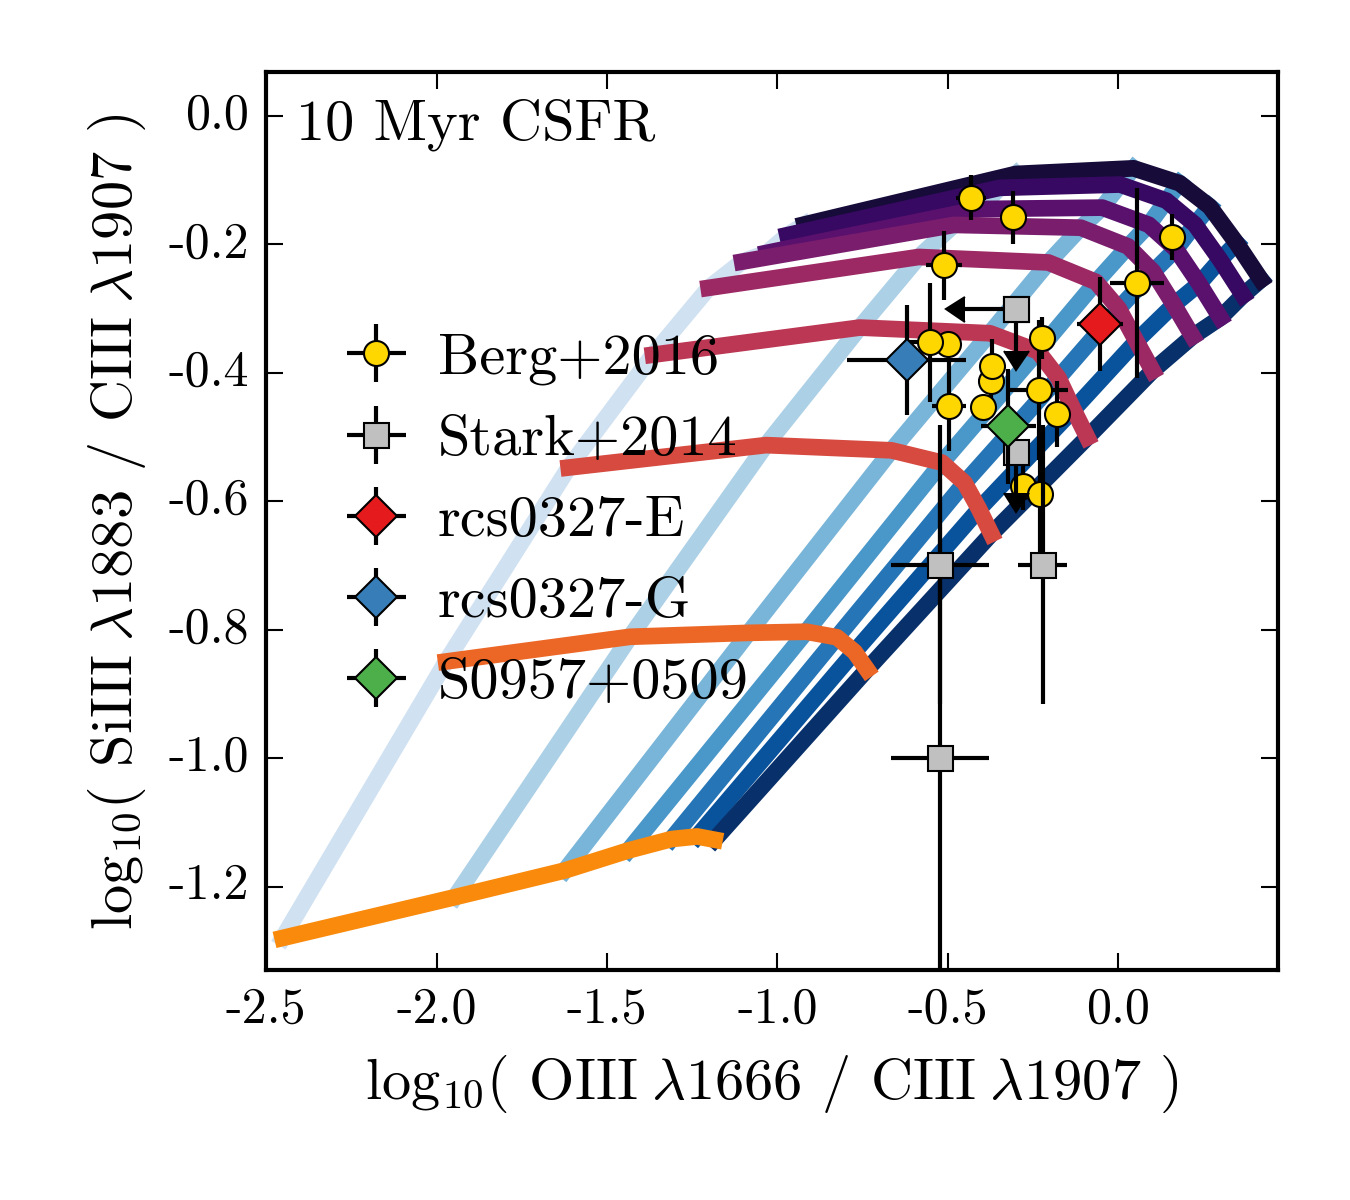 10 Myr CSFR
log₁₀( SiIII λ1883 / CIII λ1907 )
0.0
-0.2
-0.4
-0.6
-0.8
-1.0
-1.2
Berg+2016
Stark+2014
rcs0327-E
rcs0327-G
S0957+0509
-2.5 -2.0 -1.5 -1.0 -0.5 0.0
log₁₀( OIII λ1666 / CIII λ1907 )